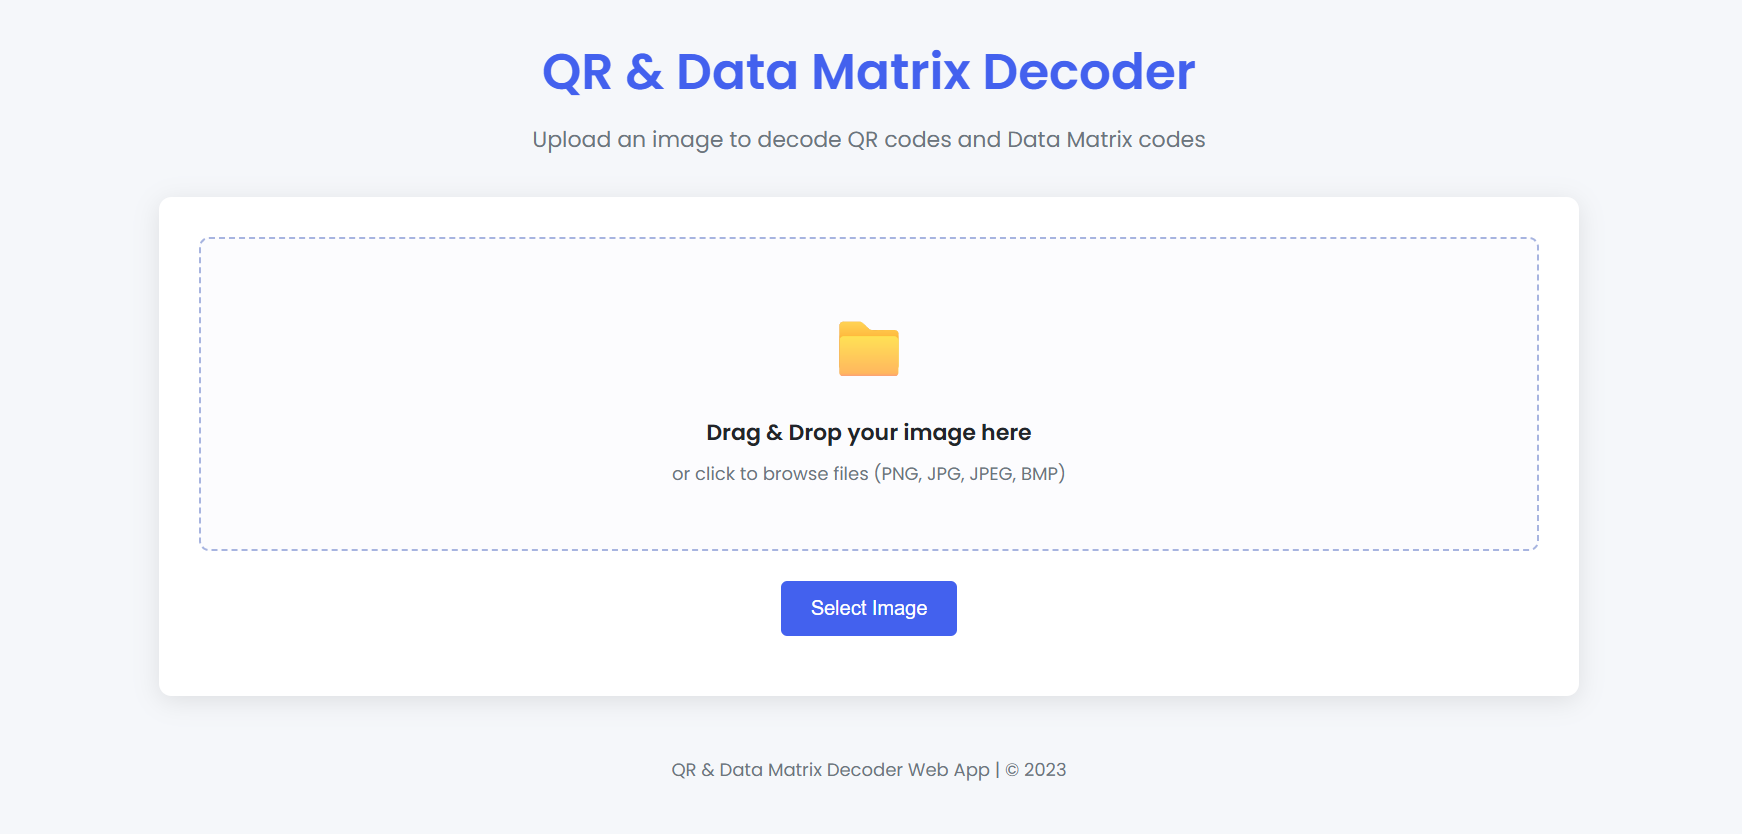 QR & Data Matrix Decoder
Upload an image to decode QR codes and Data Matrix codes
Drag & Drop your image here
or click to browse files (PNG, JPG, JPEG, BMP)
Select Image
QR & Data Matrix Decoder Web App | © 2023